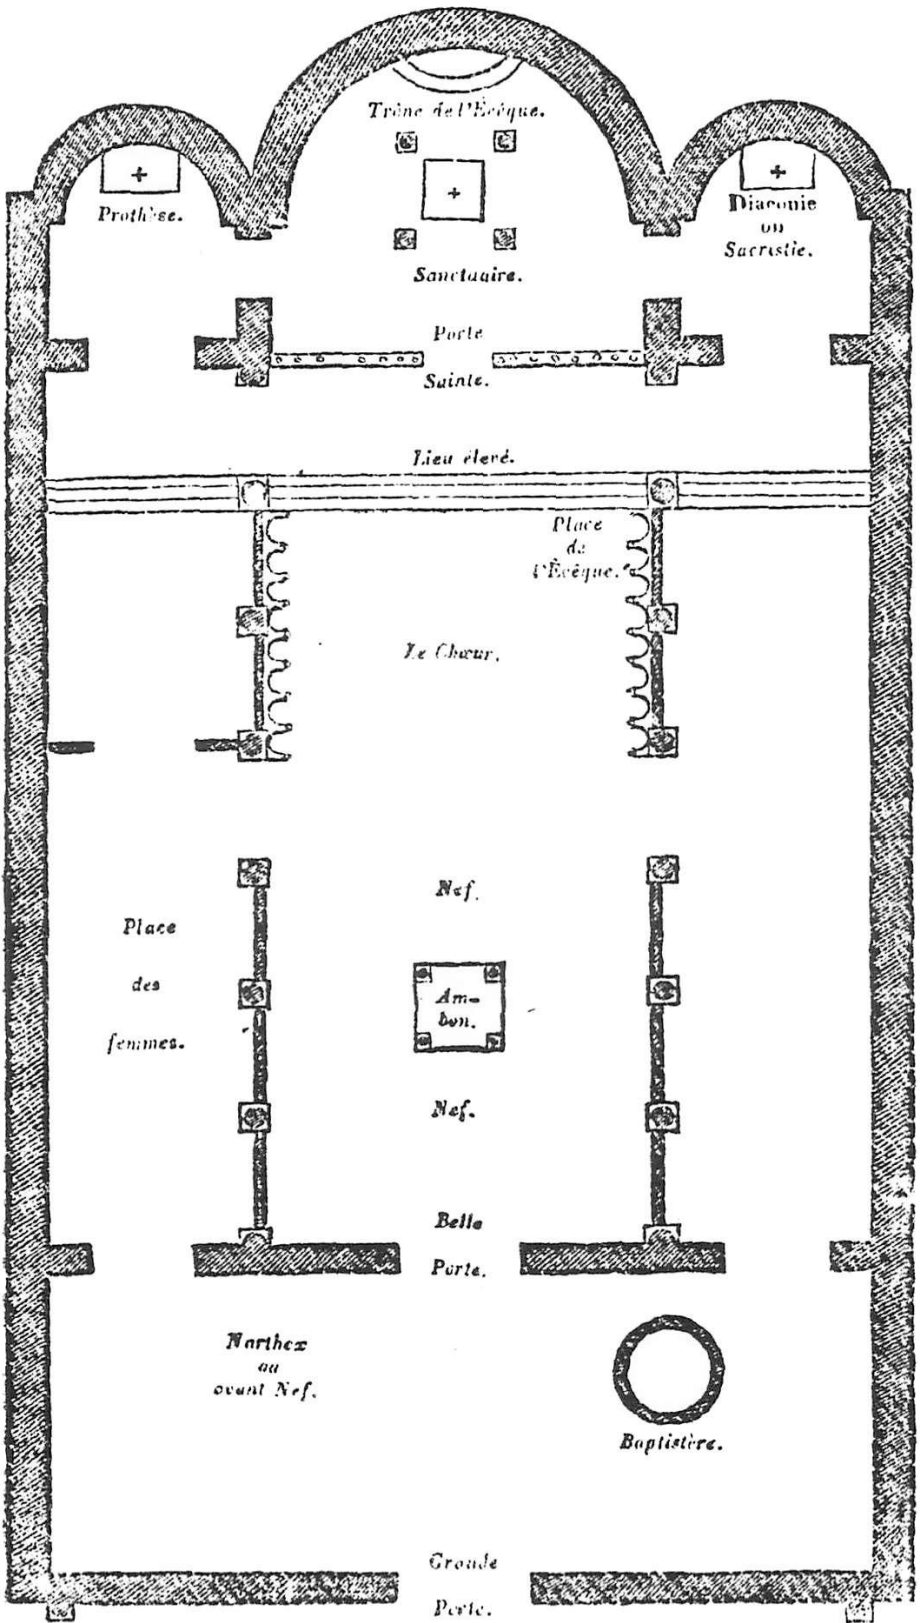 Trône de l'Évêque.
Prothèse.
Diaconie
ou
Sacristie.
Sanctuaire.
Porte
Sainte.
Lieu élevé.
Place
de
l'Évêque.
Le Chœur.
Nef.
Place
des
femmes.
Am-
bon.
Nef.
Belle
Porte.
Narthex
ou
avant Nef.
Baptistère.
Grande
Porte.